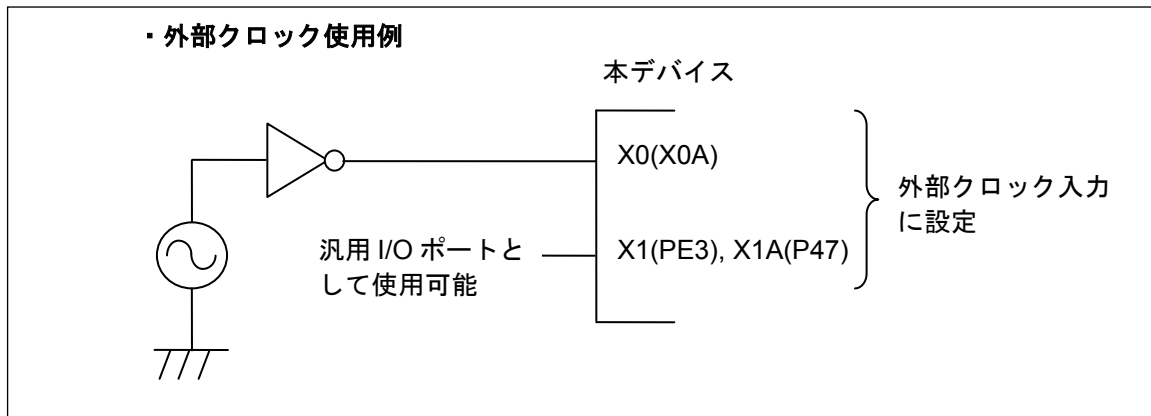 ・外部クロック使用例
本デバイス
X0(X0A)
外部クロック入力
に設定
汎用 I/O ポートと
して使用可能
X1(PE3), X1A(P47)